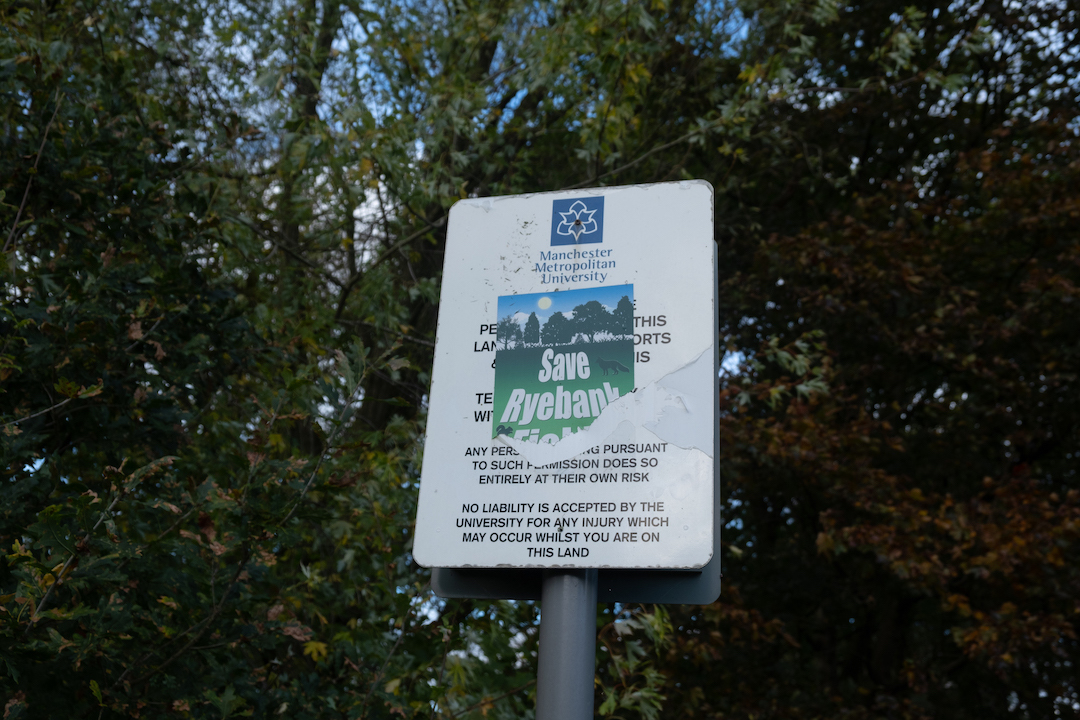 Manchester
Metropolitan
University
THIS
ORTS
Save
Ryebank
ANY PURSUANT
TO SUCH PERMISSION DOES SO
ENTIRELY AT THEIR OWN RISK
NO LIABILITY IS ACCEPTED BY THE
UNIVERSITY FOR ANY INJURY WHICH
MAY OCCUR WHILST YOU ARE ON
THIS LAND